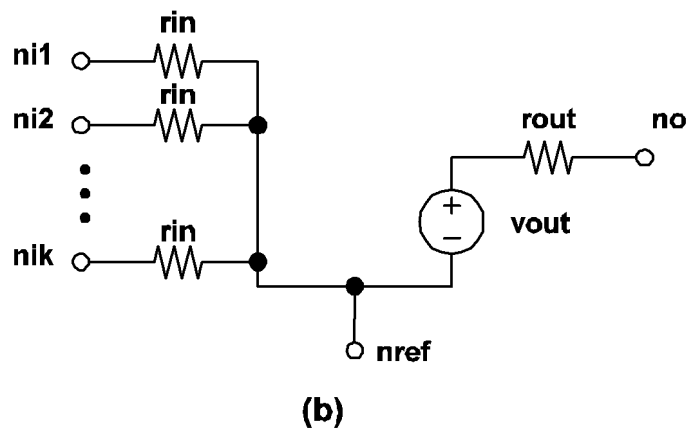 rin
ni1
rin
ni2
rout
no
+
vout
−
rin
nik
nref
(b)